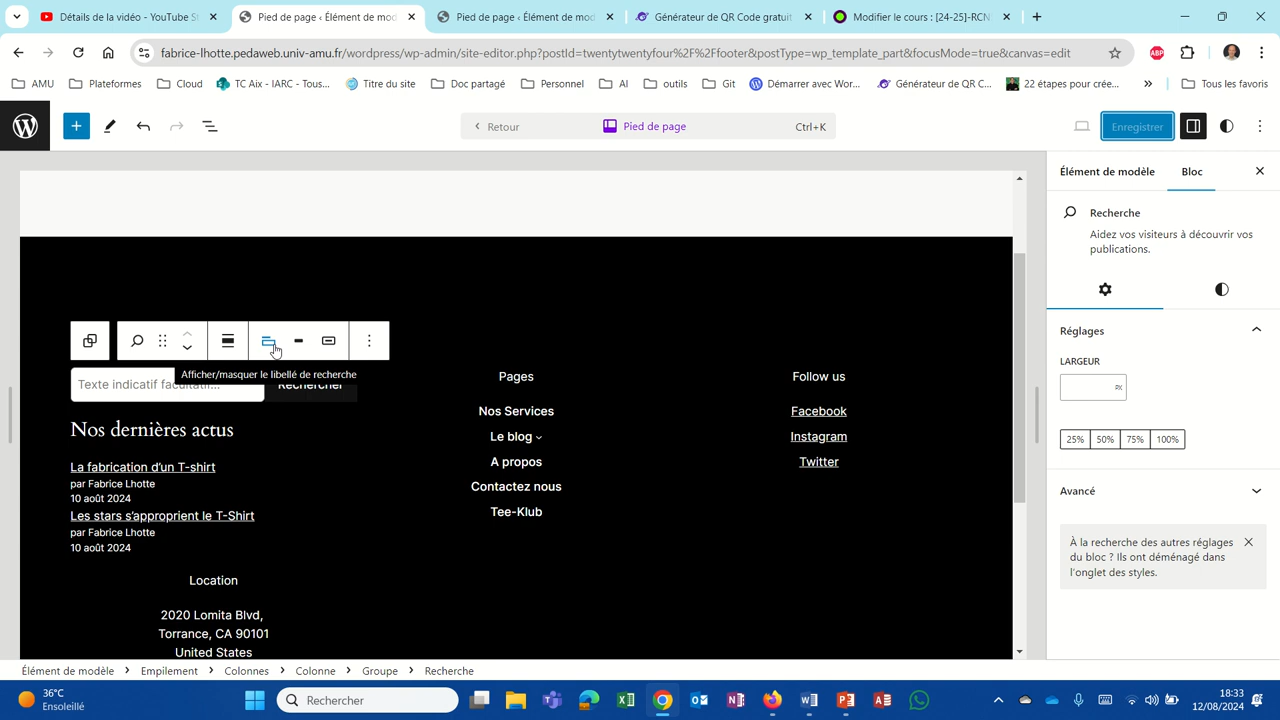 Détails de la vidéo - YouTube St
Pied de page ‹ Élément de mod
Pied de page ‹ Élément de mod
Générateur de QR Code gratuit
Modifier le cours : [24-25]-RCN
fabrice-lhotte.pedaweb.univ-amu.fr/wordpress/wp-admin/site-editor.php?postId=twentytwentyfour%2F%2Ffooter&postType=wp_template_part&focusMode=true&canvas=edit
ABP
AMU
Plateformes
Cloud
TC Aix - IARC - Tous...
Titre du site
Doc partagé
Personnel
AI
outils
Git
Démarrer avec Wor...
Générateur de QR C...
22 étapes pour crée...
»
Tous les favoris
Retour
Pied de page
Ctrl+K
Enregistrer
Élément de modèle
Bloc
Recherche
Aidez vos visiteurs à découvrir vos
publications.
Réglages
LARGEUR
PX
25% 50% 75% 100%
Avancé
À la recherche des autres réglages
du bloc ? Ils ont déménagé dans
l'onglet des styles.
Afficher/masquer le libellé de recherche
Texte indicatif facultatif...
Rechercher
Nos dernières actus
La fabrication d'un T-shirt
par Fabrice Lhotte
10 août 2024
Les stars s'approprient le T-Shirt
par Fabrice Lhotte
10 août 2024
Location
2020 Lomita Blvd,
Torrance, CA 90101
United States
Pages
Nos Services
Le blog
A propos
Contactez nous
Tee-Klub
Follow us
Facebook
Instagram
Twitter
Élément de modèle > Empilement > Colonnes > Colonne > Groupe > Recherche
36°C
Ensoleillé
Rechercher
18:33
12/08/2024